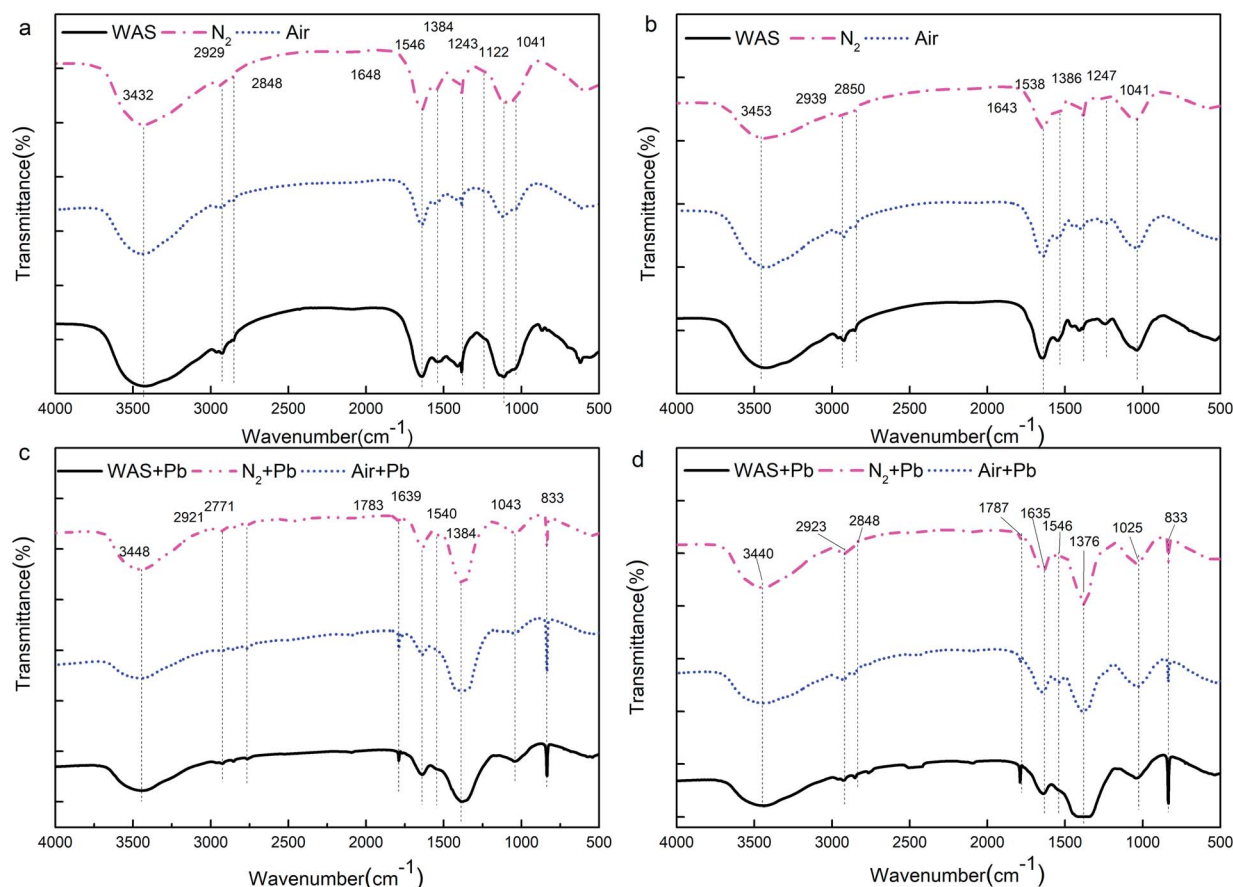 a
WAS N₂ Air
1384
2929 1546 1243 1041
1122
3432 2848 1648
Transmittance(%)
4000 3500 3000 2500 2000 1500 1000 500
Wavenumber(cm⁻¹)
b
WAS N₂ Air
1538 1386 1247
3453 2939 2850 1643 1041
Transmittance(%)
4000 3500 3000 2500 2000 1500 1000 500
Wavenumber(cm⁻¹)
c
WAS+Pb N₂+Pb Air+Pb
2771 1783 1639 1043 833
2921 1540
3448 1384
Transmittance(%)
4000 3500 3000 2500 2000 1500 1000 500
Wavenumber(cm⁻¹)
d
WAS+Pb N₂+Pb Air+Pb
1787 1635 833
2923 2848 1546 1025
3440 1376
Transmittance(%)
4000 3500 3000 2500 2000 1500 1000 500
Wavenumber(cm⁻¹)